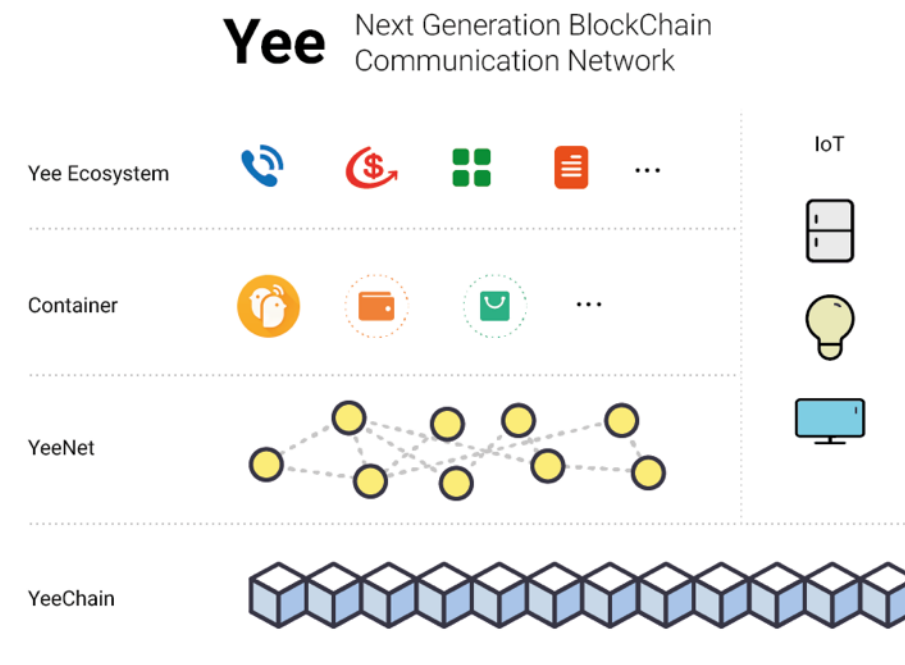 Yee
Next Generation BlockChain
Communication Network
Yee Ecosystem
$
...
IoT
Container
...
YeeNet
YeeChain